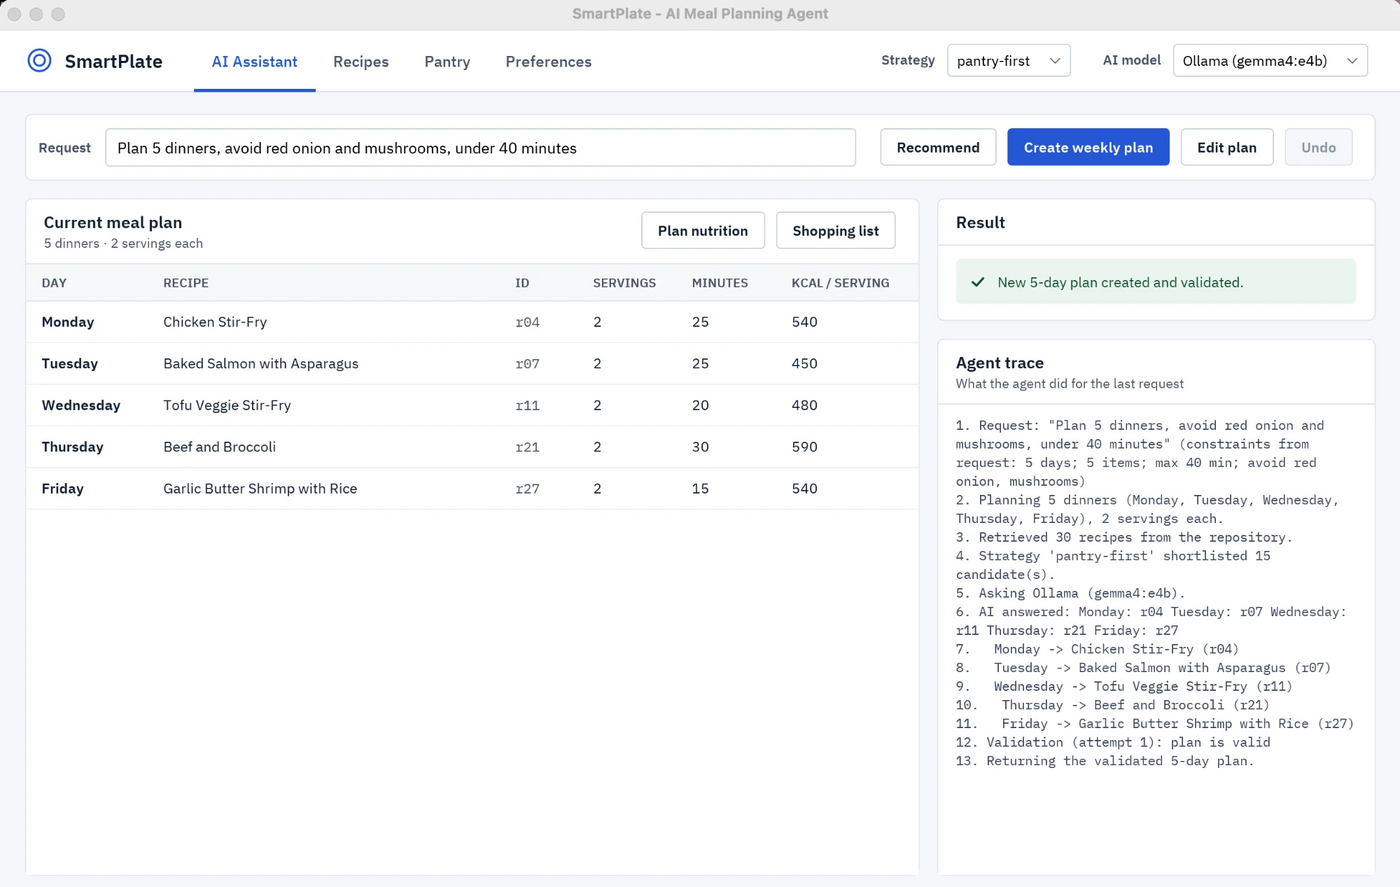 SmartPlate - AI Meal Planning Agent
SmartPlate AI Assistant Recipes Pantry Preferences Strategy pantry-first AI model Ollama (gemma4:e4b)
Request Plan 5 dinners, avoid red onion and mushrooms, under 40 minutes Recommend Create weekly plan Edit plan Undo
Current meal plan
5 dinners · 2 servings each
Plan nutrition Shopping list
DAY RECIPE ID SERVINGS MINUTES KCAL / SERVING
Monday Chicken Stir-Fry r04 2 25 540
Tuesday Baked Salmon with Asparagus r07 2 25 450
Wednesday Tofu Veggie Stir-Fry r11 2 20 480
Thursday Beef and Broccoli r21 2 30 590
Friday Garlic Butter Shrimp with Rice r27 2 15 540
Result
New 5-day plan created and validated.
Agent trace
What the agent did for the last request
1. Request: "Plan 5 dinners, avoid red onion and
mushrooms, under 40 minutes" (constraints from
request: 5 days; 5 items; max 40 min; avoid red
onion, mushrooms)
2. Planning 5 dinners (Monday, Tuesday, Wednesday,
Thursday, Friday), 2 servings each.
3. Retrieved 30 recipes from the repository.
4. Strategy 'pantry-first' shortlisted 15
candidate(s).
5. Asking Ollama (gemma4:e4b).
6. AI answered: Monday: r04 Tuesday: r07 Wednesday:
r11 Thursday: r21 Friday: r27
7. Monday -> Chicken Stir-Fry (r04)
8. Tuesday -> Baked Salmon with Asparagus (r07)
9. Wednesday -> Tofu Veggie Stir-Fry (r11)
10. Thursday -> Beef and Broccoli (r21)
11. Friday -> Garlic Butter Shrimp with Rice (r27)
12. Validation (attempt 1): plan is valid
13. Returning the validated 5-day plan.